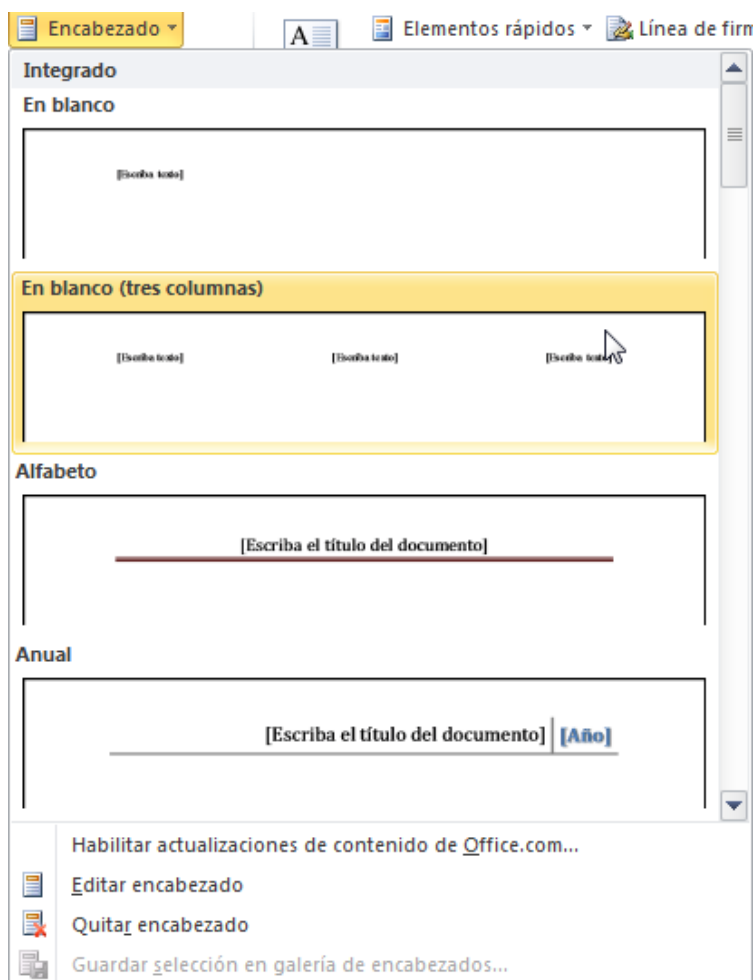 Encabezado
A
Elementos rápidos
Línea de firm
Integrado
En blanco
[Escriba texto]
En blanco (tres columnas)
[Escriba texto] [Escriba texto] [Escriba texto]
Alfabeto
[Escriba el título del documento]
Anual
[Escriba el título del documento] [Año]
Habilitar actualizaciones de contenido de Office.com...
Editar encabezado
Quitar encabezado
Guardar selección en galería de encabezados...